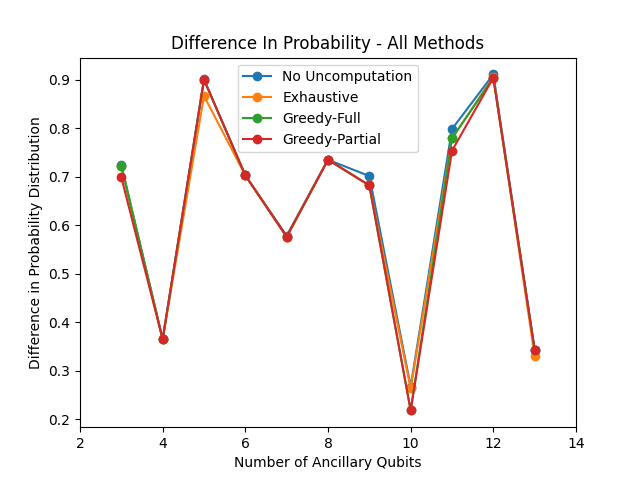 Difference In Probability - All Methods
No Uncomputation
Exhaustive
Greedy-Full
Greedy-Partial
Difference in Probability Distribution
0.9
0.8
0.7
0.6
0.5
0.4
0.3
0.2
2 4 6 8 10 12 14
Number of Ancillary Qubits